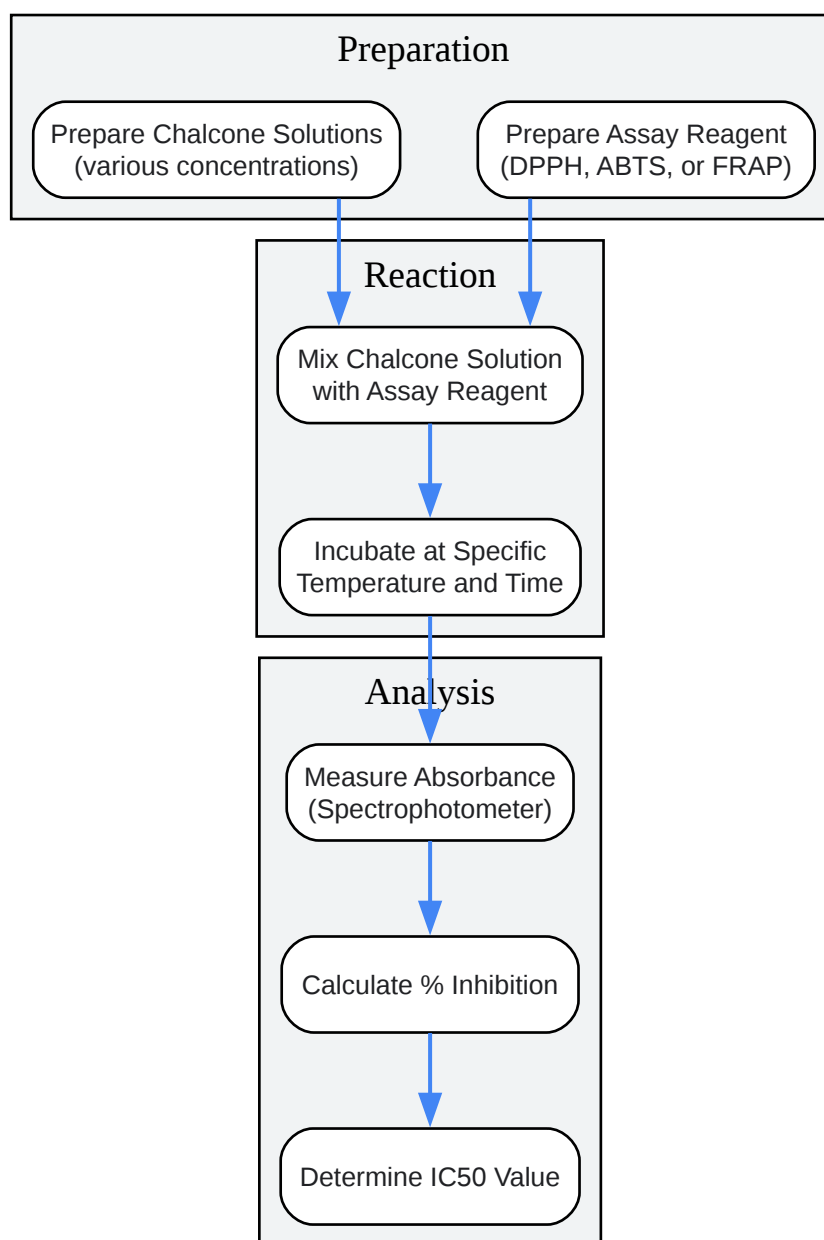 Preparation
Prepare Chalcone Solutions
(various concentrations)
Prepare Assay Reagent
(DPPH, ABTS, or FRAP)
Reaction
Mix Chalcone Solution
with Assay Reagent
Incubate at Specific
Temperature and Time
Analysis
Measure Absorbance
(Spectrophotometer)
Calculate % Inhibition
Determine IC50 Value